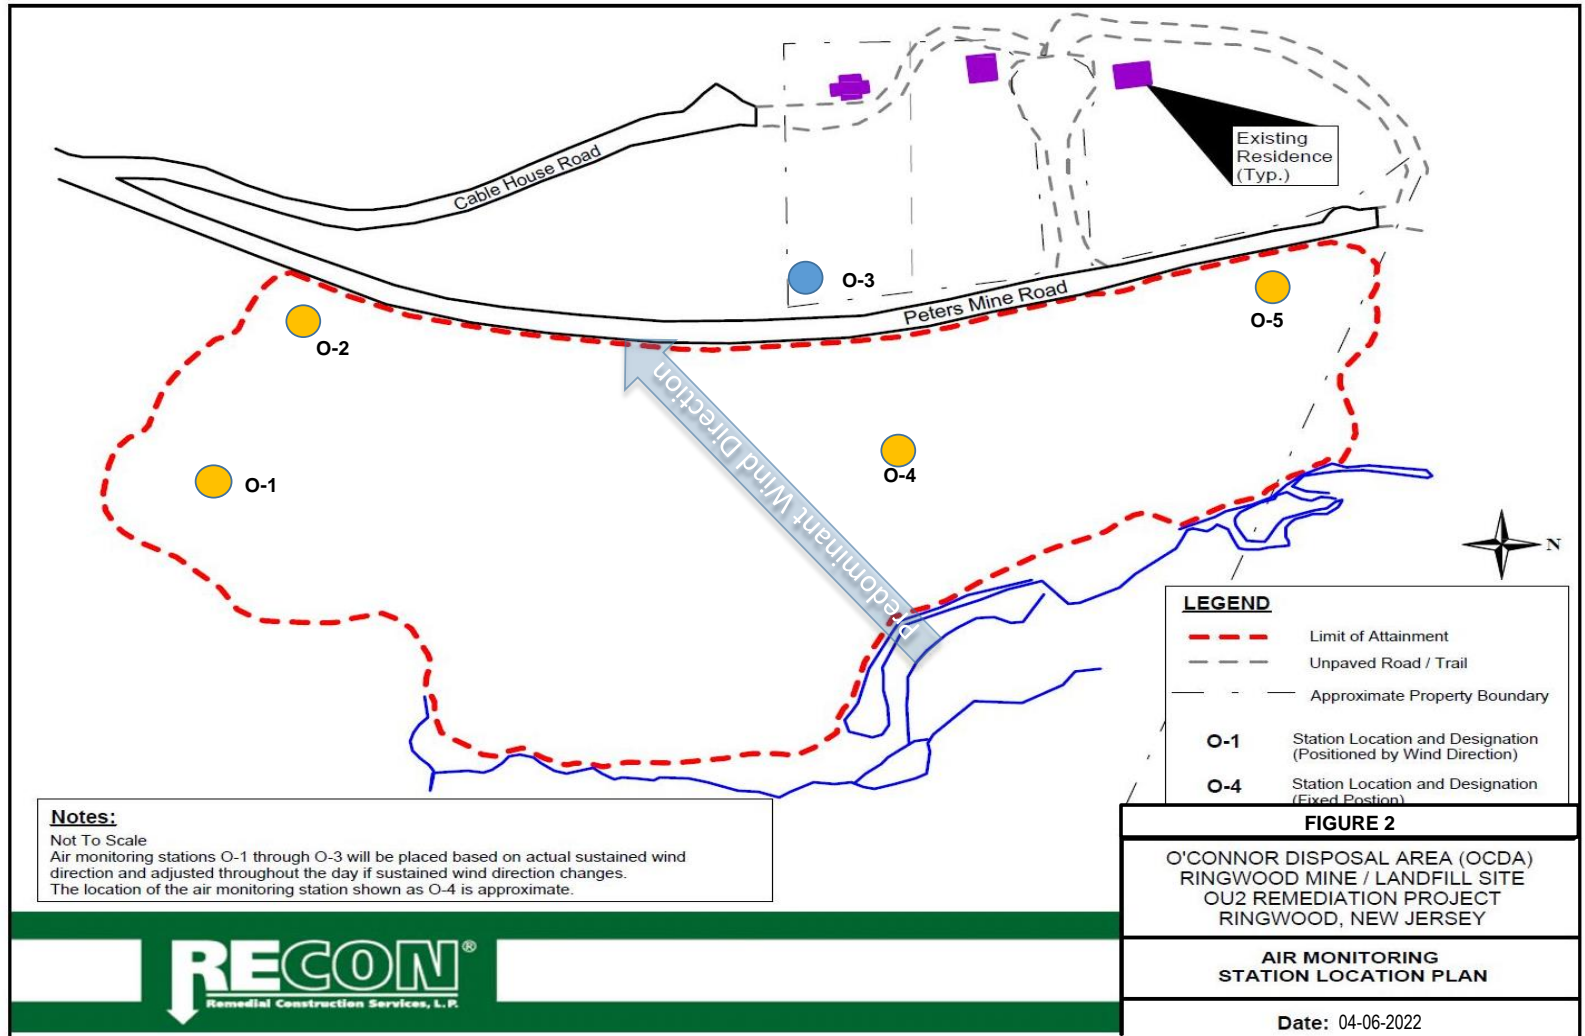 Cable House Road
Existing
Residence
(Typ.)
O-3
Peters Mine Road
O-5
O-2
Predominant Wind Direction
O-4
O-1
N
LEGEND
Limit of Attainment
Unpaved Road / Trail
Approximate Property Boundary
O-1 Station Location and Designation
(Positioned by Wind Direction)
O-4 Station Location and Designation
(Fixed Postion)
Notes:
Not To Scale
Air monitoring stations O-1 through O-3 will be placed based on actual sustained wind
direction and adjusted throughout the day if sustained wind direction changes.
The location of the air monitoring station shown as O-4 is approximate.
FIGURE 2
O'CONNOR DISPOSAL AREA (OCDA)
RINGWOOD MINE / LANDFILL SITE
OU2 REMEDIATION PROJECT
RINGWOOD, NEW JERSEY
AIR MONITORING
STATION LOCATION PLAN
Date: 04-06-2022
RECON®
Remedial Construction Services, L.P.